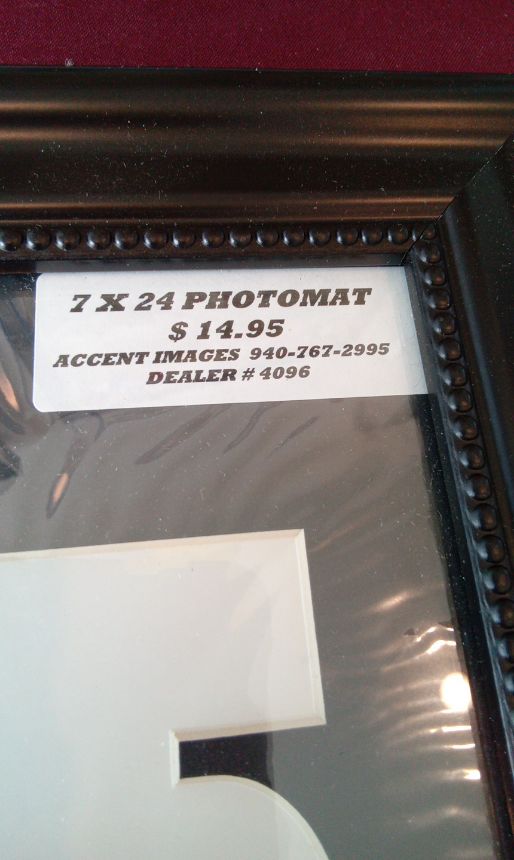 7 X 24 PHOTOMAT
$ 14.95
ACCENT IMAGES 940-767-2995
DEALER # 4096